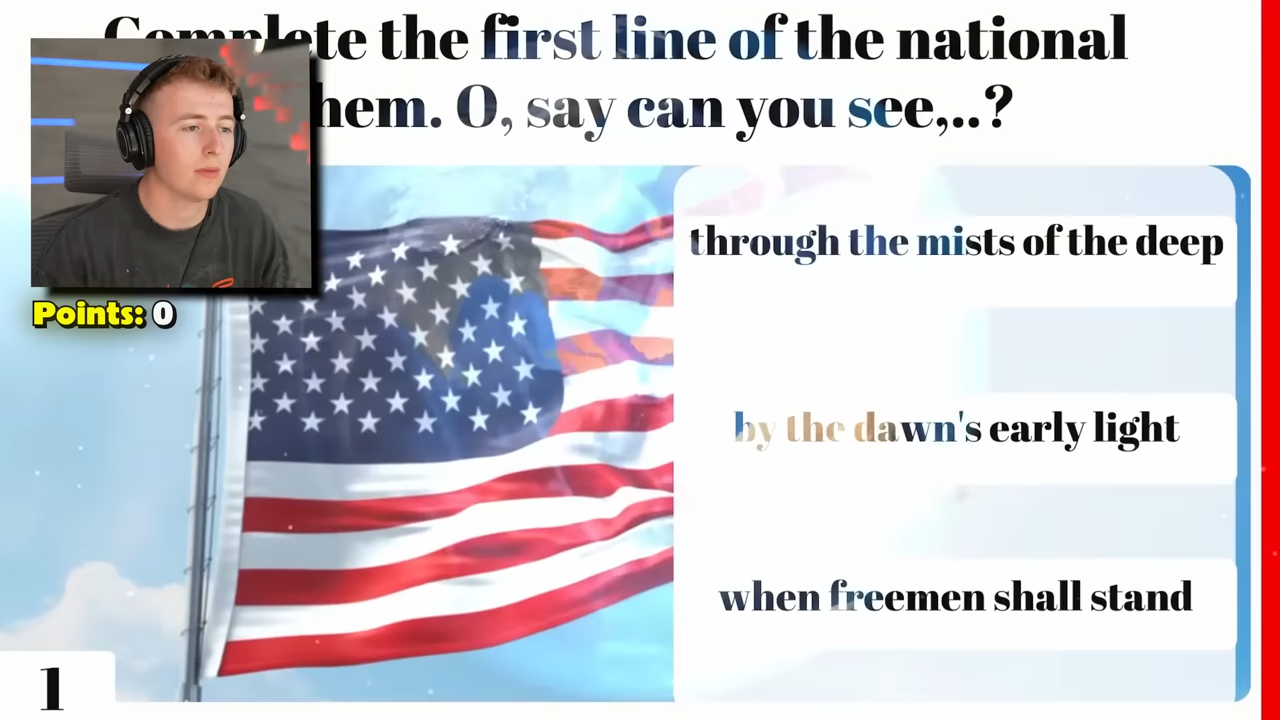 Complete the first line of the national
hem. O, say can you see,..?
through the mists of the deep
Points: 0
by the dawn's early light
when freemen shall stand
1